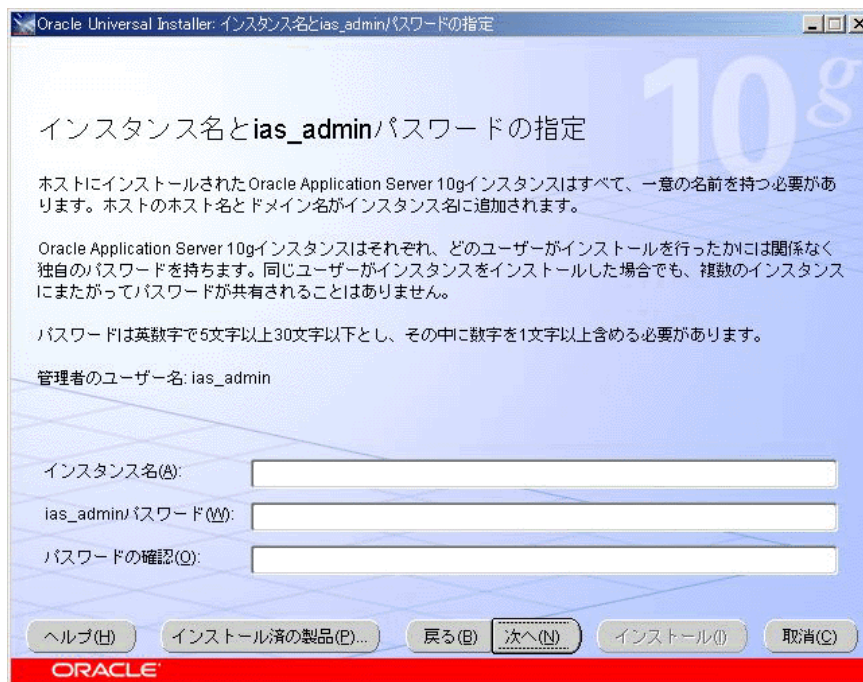 Oracle Universal Installer: インスタンス名とias_adminパスワードの指定
10g
インスタンス名とias_adminパスワードの指定
ホストにインストールされたOracle Application Server 10gインスタンスはすべて、一意の名前を持つ必要があ
ります。ホストのホスト名とドメイン名がインスタンス名に追加されます。
Oracle Application Server 10gインスタンスはそれぞれ、どのユーザーがインストールを行ったかには関係なく
独自のパスワードを持ちます。同じユーザーがインスタンスをインストールした場合でも、複数のインスタンス
にまたがってパスワードが共有されることはありません。
パスワードは英数字で5文字以上30文字以下とし、その中に数字を1文字以上含める必要があります。
管理者のユーザー名: ias_admin
インスタンス名(A):
ias_adminパスワード(W):
パスワードの確認(O):
ヘルプ(H) インストール済の製品(P)... 戻る(B) 次へ(N) インストール(I) 取消(C)
ORACLE